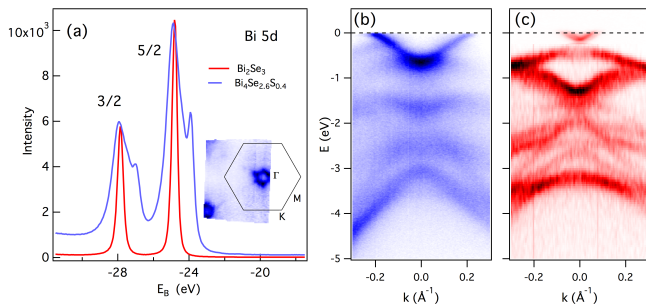 (a)
Bi 5d
10x10³
8
6
4
2
0
Intensity
5/2
3/2
Bi₂Se₃
Bi₄Se₂.₆S₀.₄
Γ
M
K
-28
-24
-20
E_B (eV)
(b)
(c)
0
-1
-2
-3
-4
-5
E (eV)
-0.2
0.0
0.2
k (Å⁻¹)
-0.2
0.0
0.2
k (Å⁻¹)